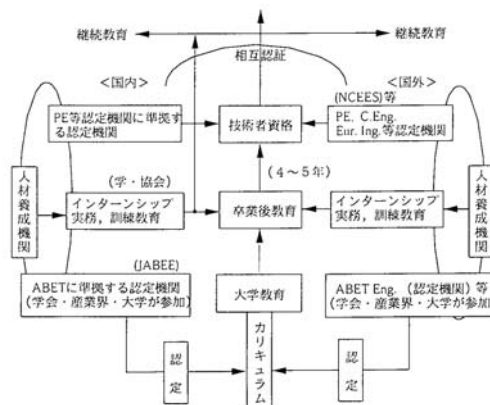 継続教育
継続教育
相互認証
＜国内＞
＜国外＞
(NCEES)等
PE等認定機関に準拠す
る認定機関
技術者資格
PE, C.Eng.
Eur. Ing.等認定機関
(学・協会)
(４～５年)
人材養成機関
インターンシップ
実務，訓練教育
卒業後教育
インターンシップ
実務，訓練教育
人材養成機関
(JABEE)
ABETに準拠する認定機関
(学会・産業界・大学が参加)
大学教育
ABET Eng.（認定機関）等
(学会・産業界・大学が参加)
カリキュラム
認定
認定